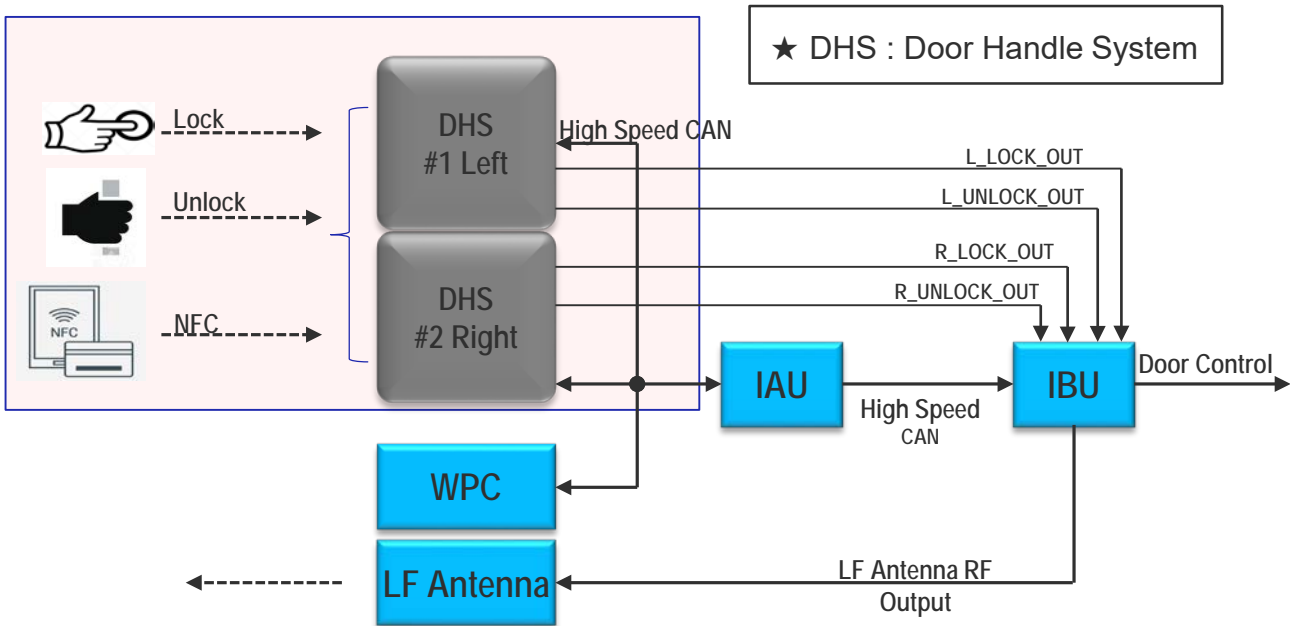 ★ DHS : Door Handle System
Lock
Unlock
NFC
NFC
DHS
#1 Left
DHS
#2 Right
High Speed CAN
L_LOCK_OUT
L_UNLOCK_OUT
R_LOCK_OUT
R_UNLOCK_OUT
IAU
High Speed
CAN
IBU
Door Control
WPC
LF Antenna
LF Antenna RF
Output